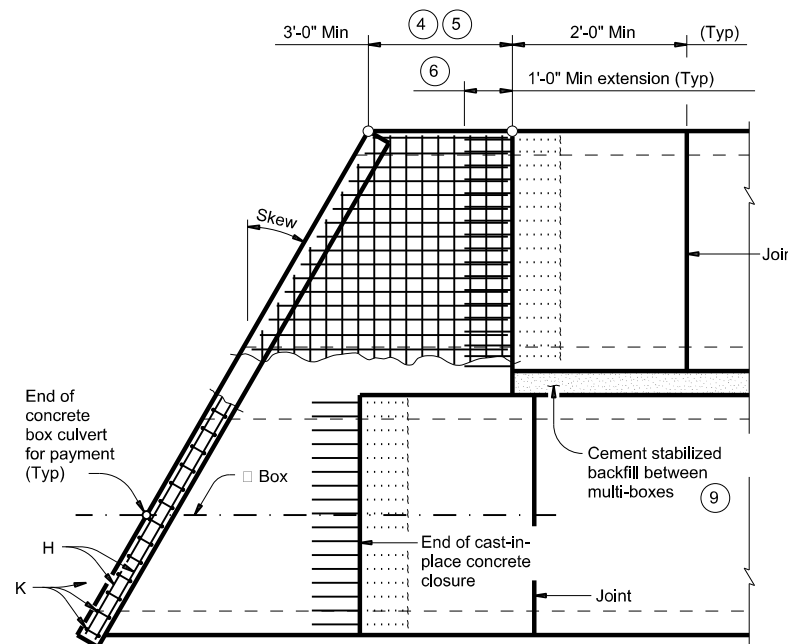 3'-0" Min
4 5
2'-0" Min
(Typ)
6
1'-0" Min extension (Typ)
Skew
Join
End of
concrete
box culvert
for payment
(Typ)
□ Box
Cement stabilized
backfill between
multi-boxes
9
H
End of cast-in-
place concrete
closure
K
Joint